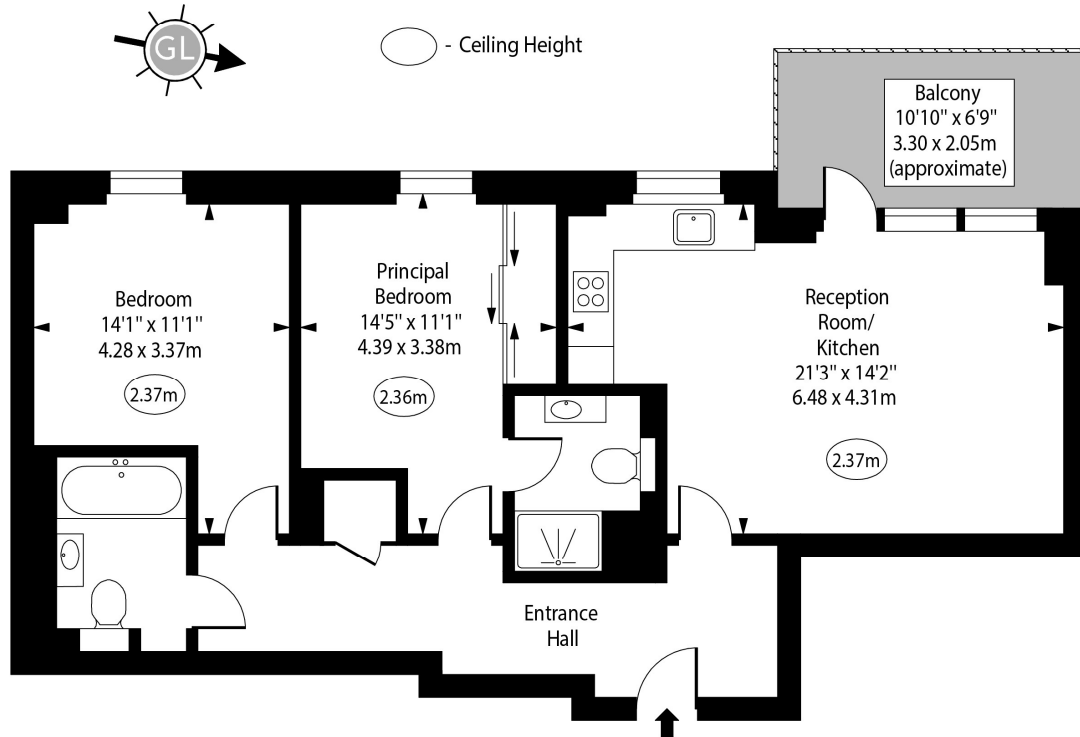 GL
- Ceiling Height
Balcony
10'10" x 6'9"
3.30 x 2.05m
(approximate)
Bedroom
14'1" x 11'1"
4.28 x 3.37m
2.37m
Principal
Bedroom
14'5" x 11'1"
4.39 x 3.38m
2.36m
Reception
Room/
Kitchen
21'3" x 14'2"
6.48 x 4.31m
2.37m
Entrance
Hall